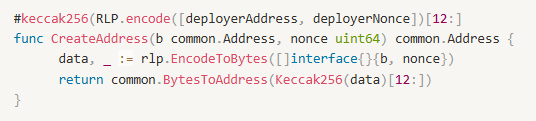 #keccak256(RLP.encode([deployerAddress, deployerNonce])[12:]
func CreateAddress(b common.Address, nonce uint64) common.Address {
data, _ := rlp.EncodeToBytes([]interface{}{b, nonce})
return common.BytesToAddress(Keccak256(data)[12:])
}